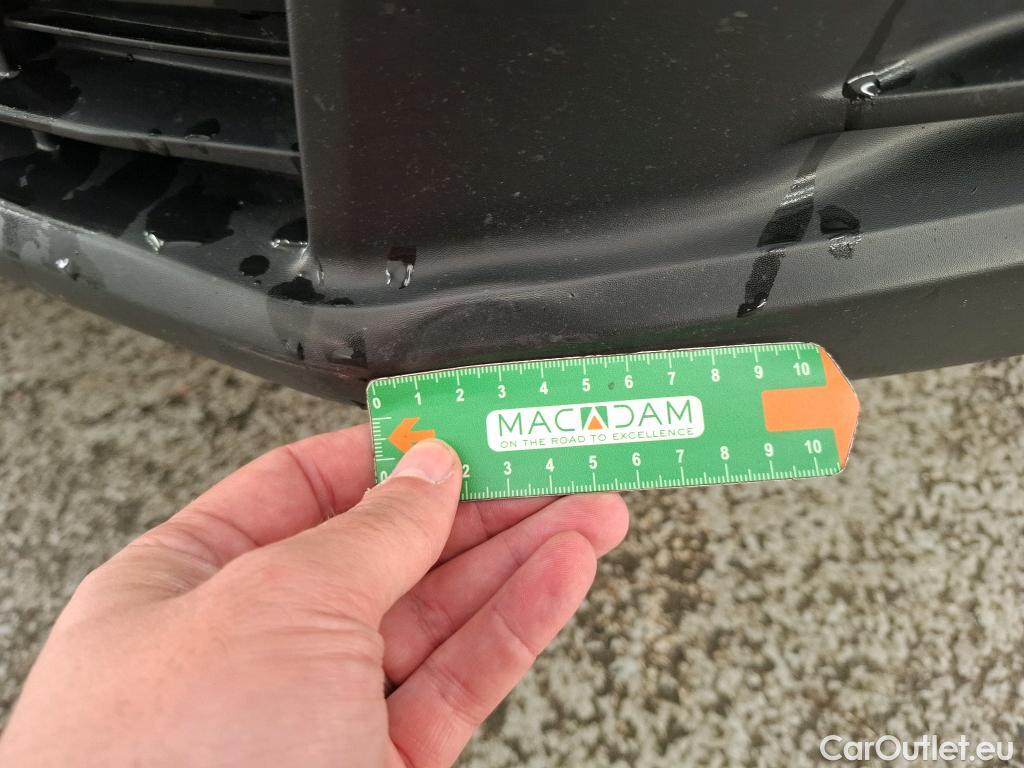 0 1 2 3 4 5 6 7 8 9 10
MACADAM
ON THE ROAD TO EXCELLENCE
0 2 3 4 5 6 7 8 9 10
CarOutlet.eu